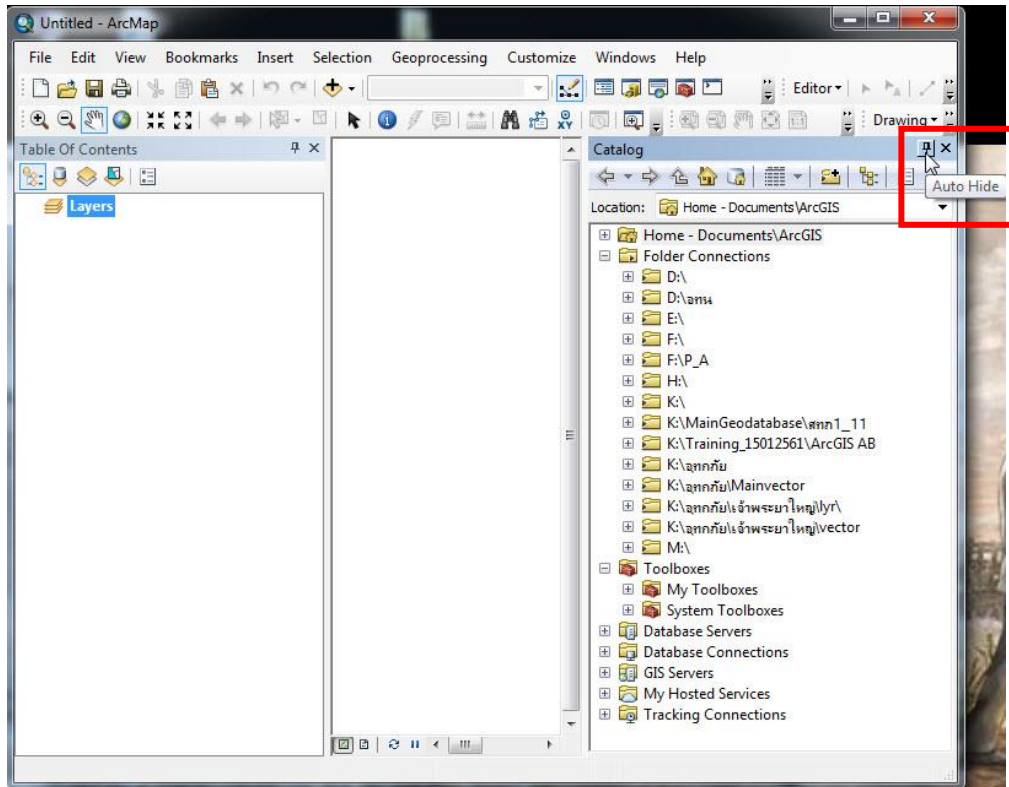 Untitled - ArcMap
File Edit View Bookmarks Insert Selection Geoprocessing Customize Windows Help
Editor
Drawing
Table Of Contents
Catalog
Auto Hide
Layers
Location: Home - Documents\ArcGIS
Home - Documents\ArcGIS
Folder Connections
D:\
D:\อทน
E:\
F:\
F:\P_A
H:\
K:\
K:\MainGeodatabase\สทภ1_11
K:\Training_15012561\ArcGIS AB
K:\อุทกภัย
K:\อุทกภัย\Mainvector
K:\อุทกภัย\เจ้าพระยาใหญ่\lyr\
K:\อุทกภัย\เจ้าพระยาใหญ่\vector
M:\
Toolboxes
My Toolboxes
System Toolboxes
Database Servers
Database Connections
GIS Servers
My Hosted Services
Tracking Connections